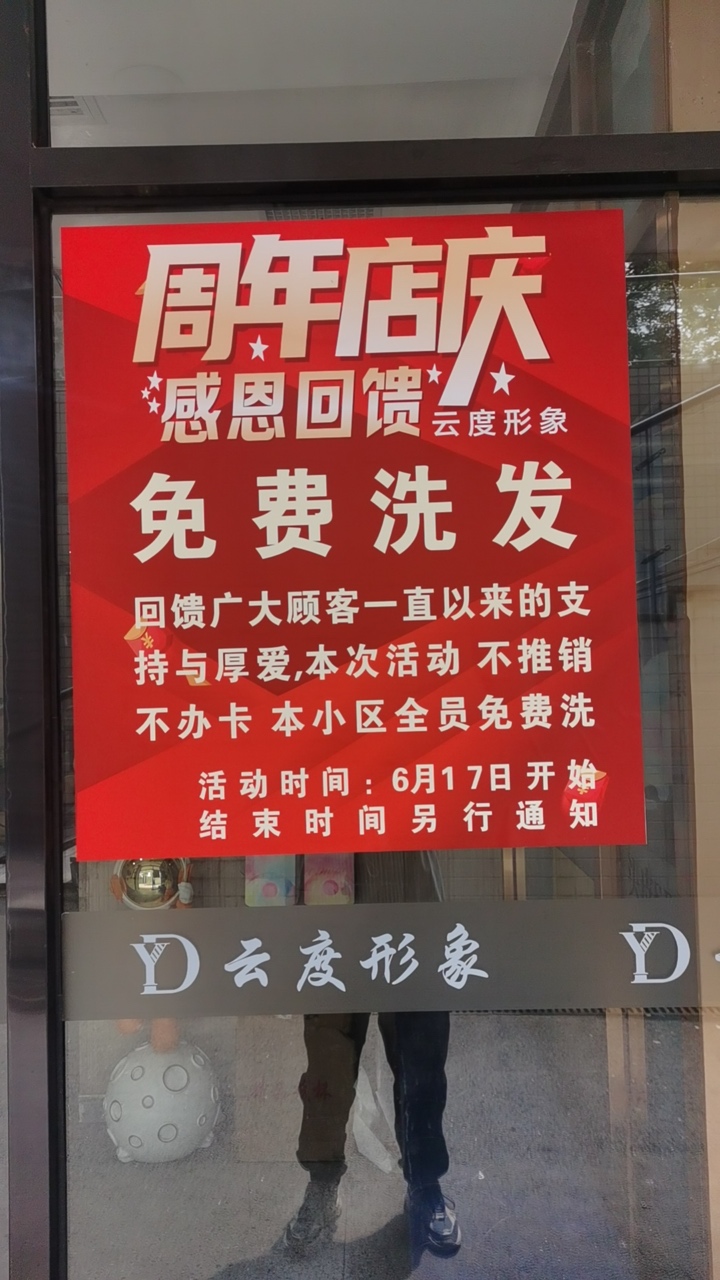 周年店庆
感恩回馈 云度形象
免费洗发
回馈广大顾客一直以来的支
持与厚爱,本次活动 不推销
不办卡 本小区全员免费洗
活动时间：6月17日开始
结束时间另行通知
YD 云度形象 YD